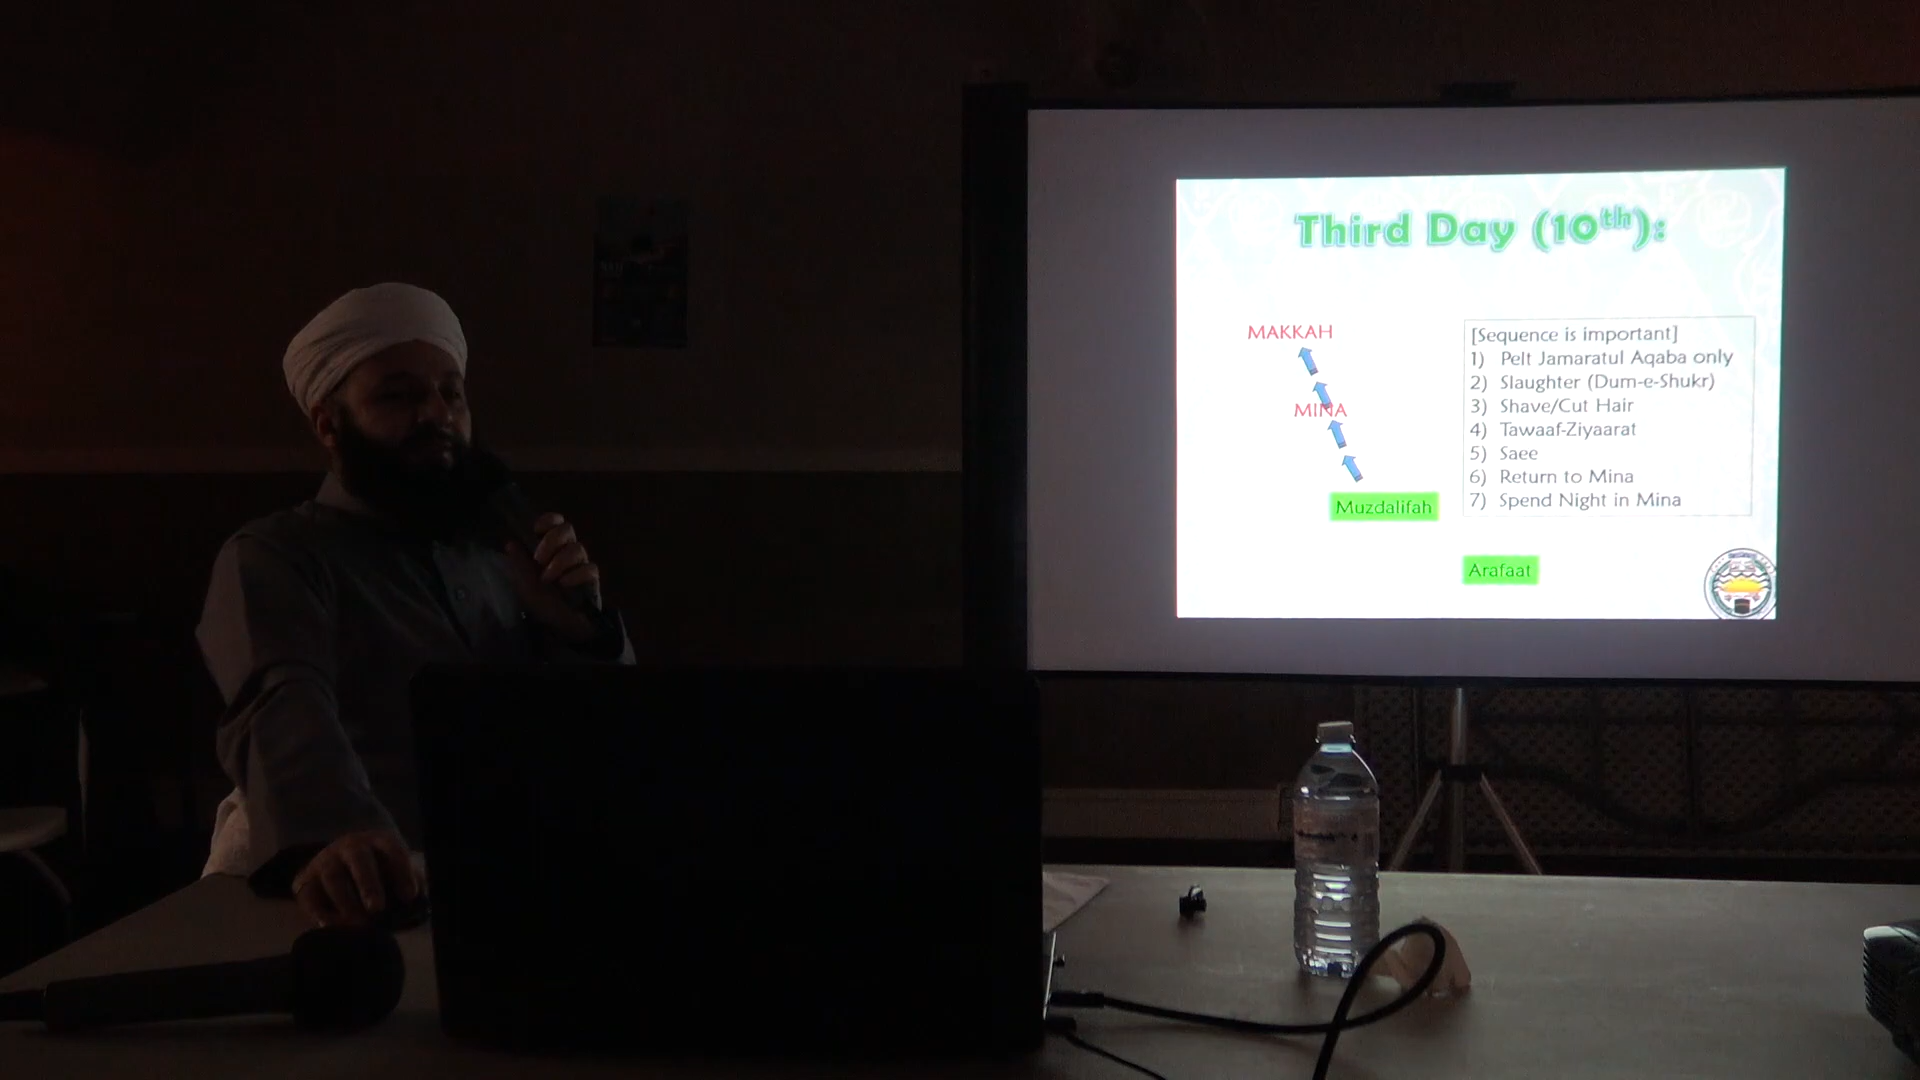 Third Day (10th):
MAKKAH
MINA
Muzdalifah
Arafaat
[Sequence is important]
1) Pelt Jamaratul Aqaba only
2) Slaughter (Dum-e-Shukr)
3) Shave/Cut Hair
4) Tawaaf-Ziyaarat
5) Saee
6) Return to Mina
7) Spend Night in Mina